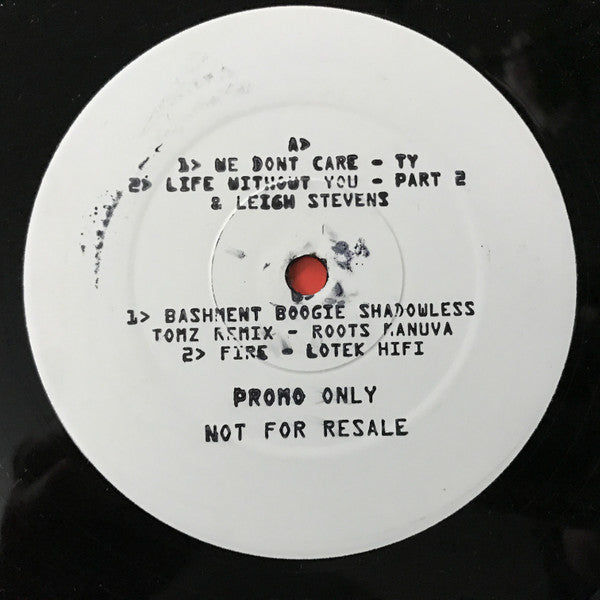 A>
1> WE DONT CARE - TY
2> LIFE WITHOUT YOU - PART 2
& LEIGH STEVENS
1> BASHMENT BOOGIE SHADOWLESS
TOMZ REMIX - ROOTS MANUVA
2> FIRE - LOTEK HIFI
PROMO ONLY
NOT FOR RESALE